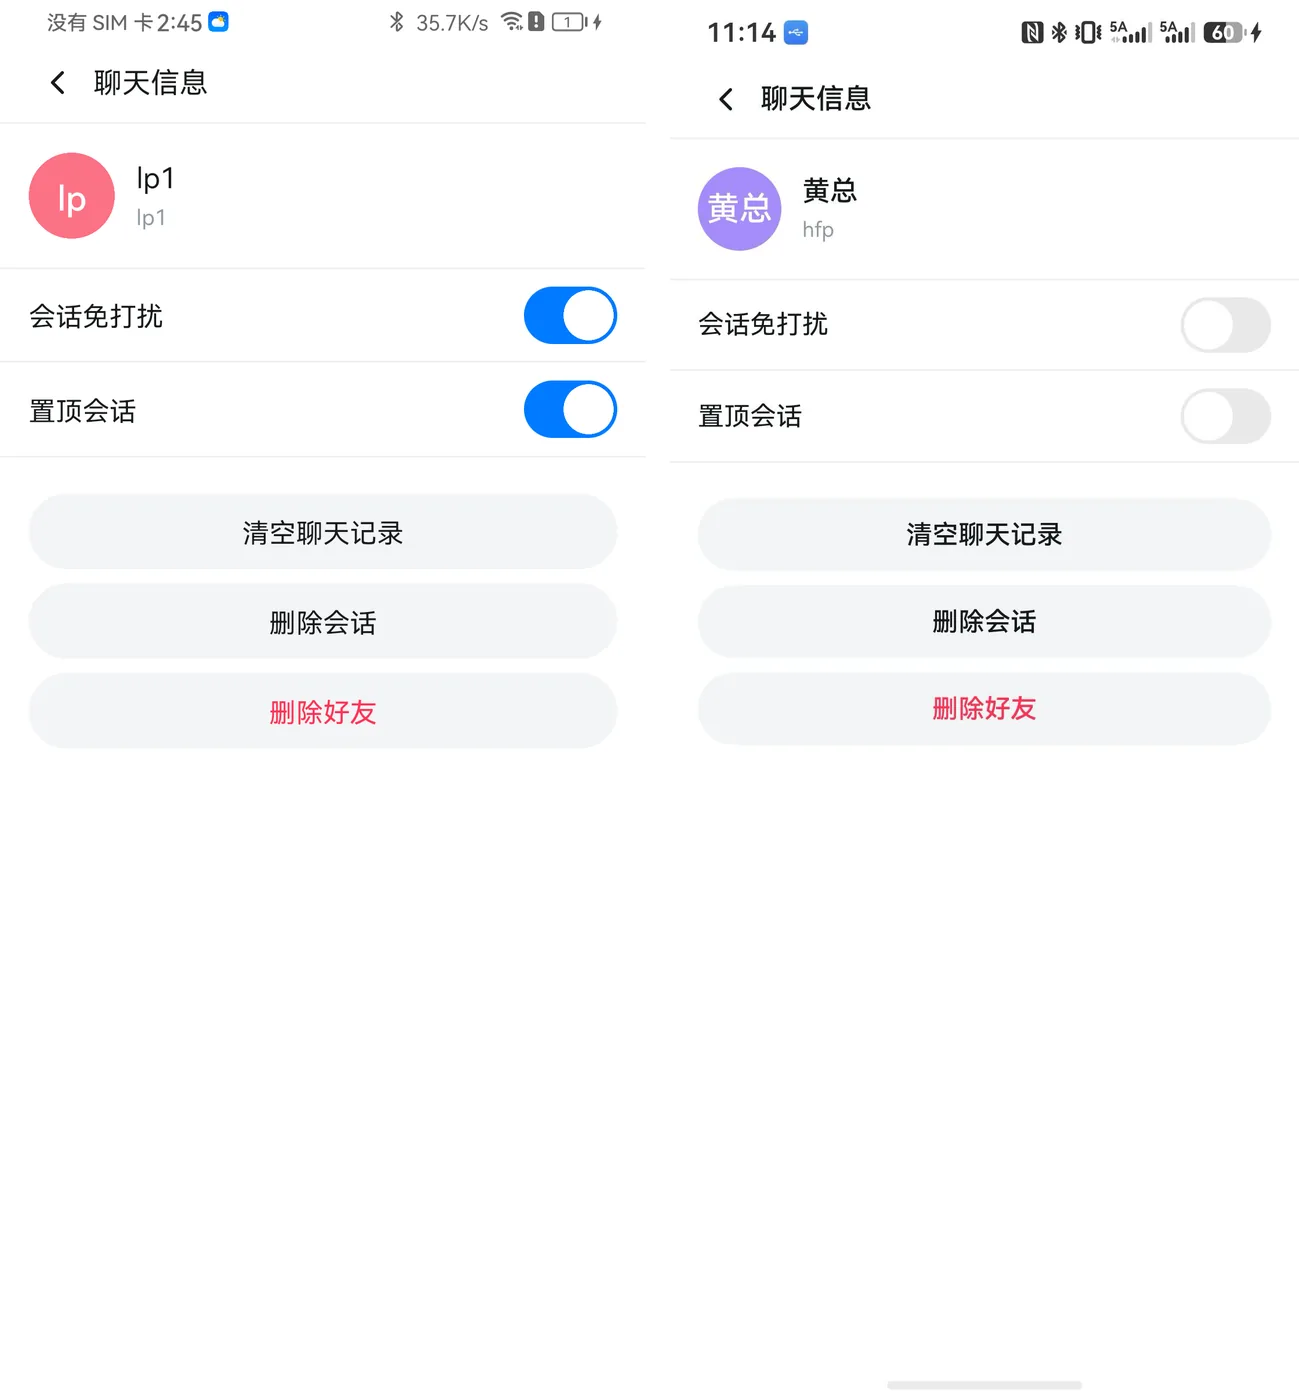 没有 SIM 卡 2:45 35.7K/s 1
聊天信息
lp
lp1
lp1
会话免打扰
置顶会话
清空聊天记录
删除会话
删除好友
11:14 5A 5A 60
聊天信息
黄总
黄总
hfp
会话免打扰
置顶会话
清空聊天记录
删除会话
删除好友